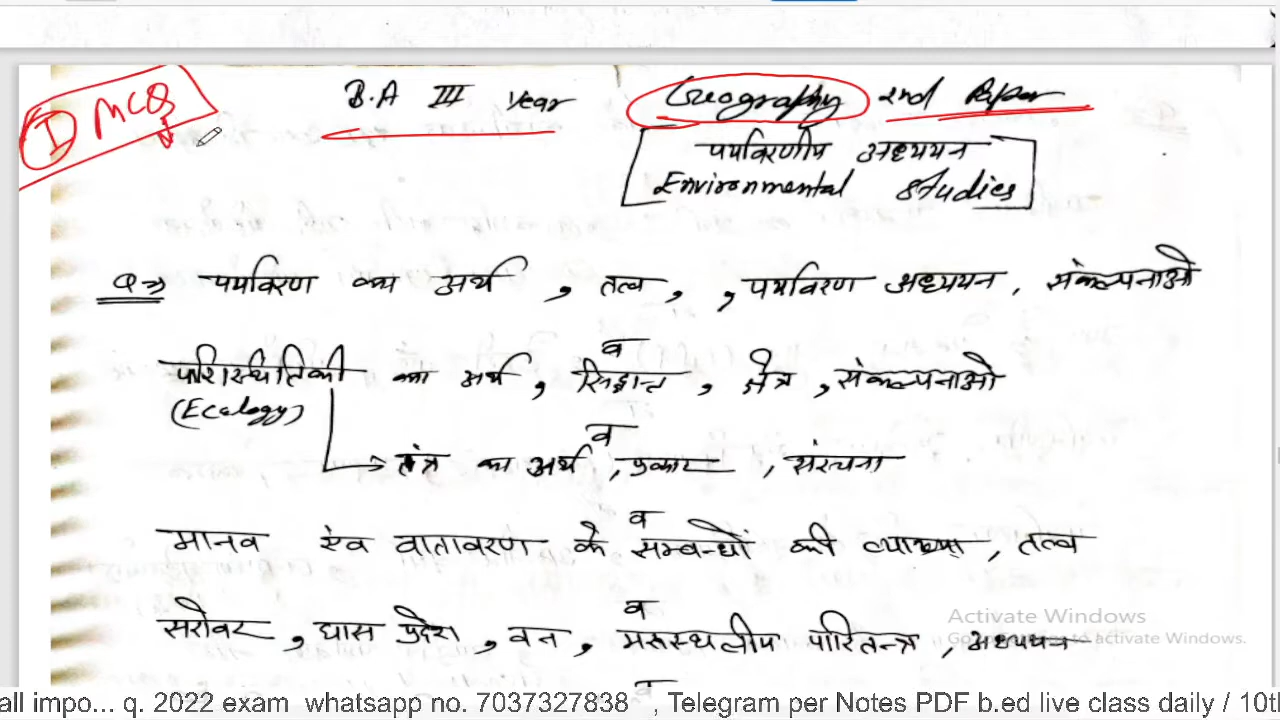 I MCQ
B.A III year Geography 2nd Paper
पर्यावरणीय अध्ययन
Environmental Studies
Q ⇒ पर्यावरण का अर्थ , तत्व , , पर्यावरण अध्ययन , संकल्पनाओ
व
पारिस्थितिकी का अर्थ , सिद्धान्त , क्षेत्र , संकल्पनाओ
(Ecology)
व
तंत्र का अर्थ , प्रकार , संरचना
व
मानव एंव वातावरण के सम्बन्धों की व्याख्या , तत्व
व
सरोवर , घास प्रदेश , वन , मरूस्थलीय पारितन्त्र , अध्ययन
व
Activate Windows
Go to Settings to activate Windows.
all impo... q. 2022 exam whatsapp no. 7037327838 , Telegram per Notes PDF b.ed live class daily / 10th